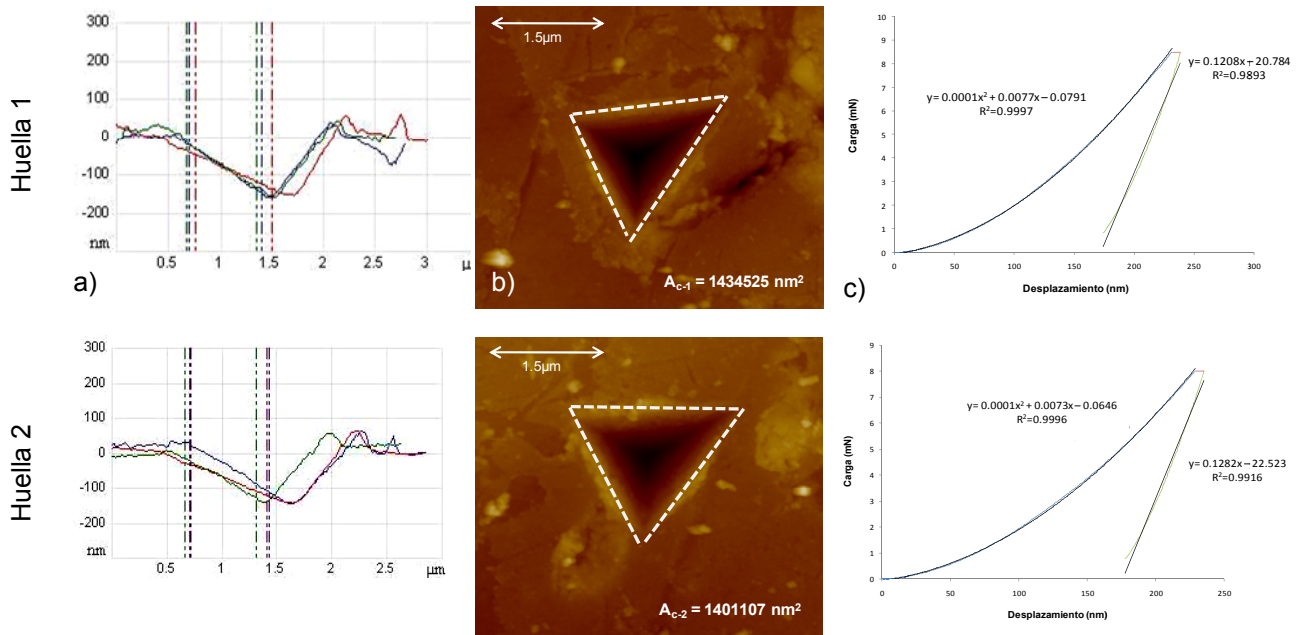 Huella 1
300
200
100
0
-100
-200
nm
0.5
1
1.5
2
2.5
3
μ
a)
1.5μm
b)
Ac-1 = 1434525 nm²
10
9
8
7
6
5
4
3
2
1
0
Carga (mN)
y= 0.0001x² + 0.0077x – 0.0791
R²=0.9997
y= 0.1208x – 20.784
R²=0.9893
0
50
100
150
200
250
300
Desplazamiento (nm)
c)
Huella 2
300
200
100
0
-100
-200
nm
0.5
1
1.5
2
2.5
μm
1.5μm
Ac-2 = 1401107 nm²
9
8
7
6
5
4
3
2
1
0
Carga (mN)
y= 0.0001x² + 0.0073x – 0.0646
R²=0.9996
y= 0.1282x – 22.523
R²=0.9916
0
50
100
150
200
250
Desplazamiento (nm)